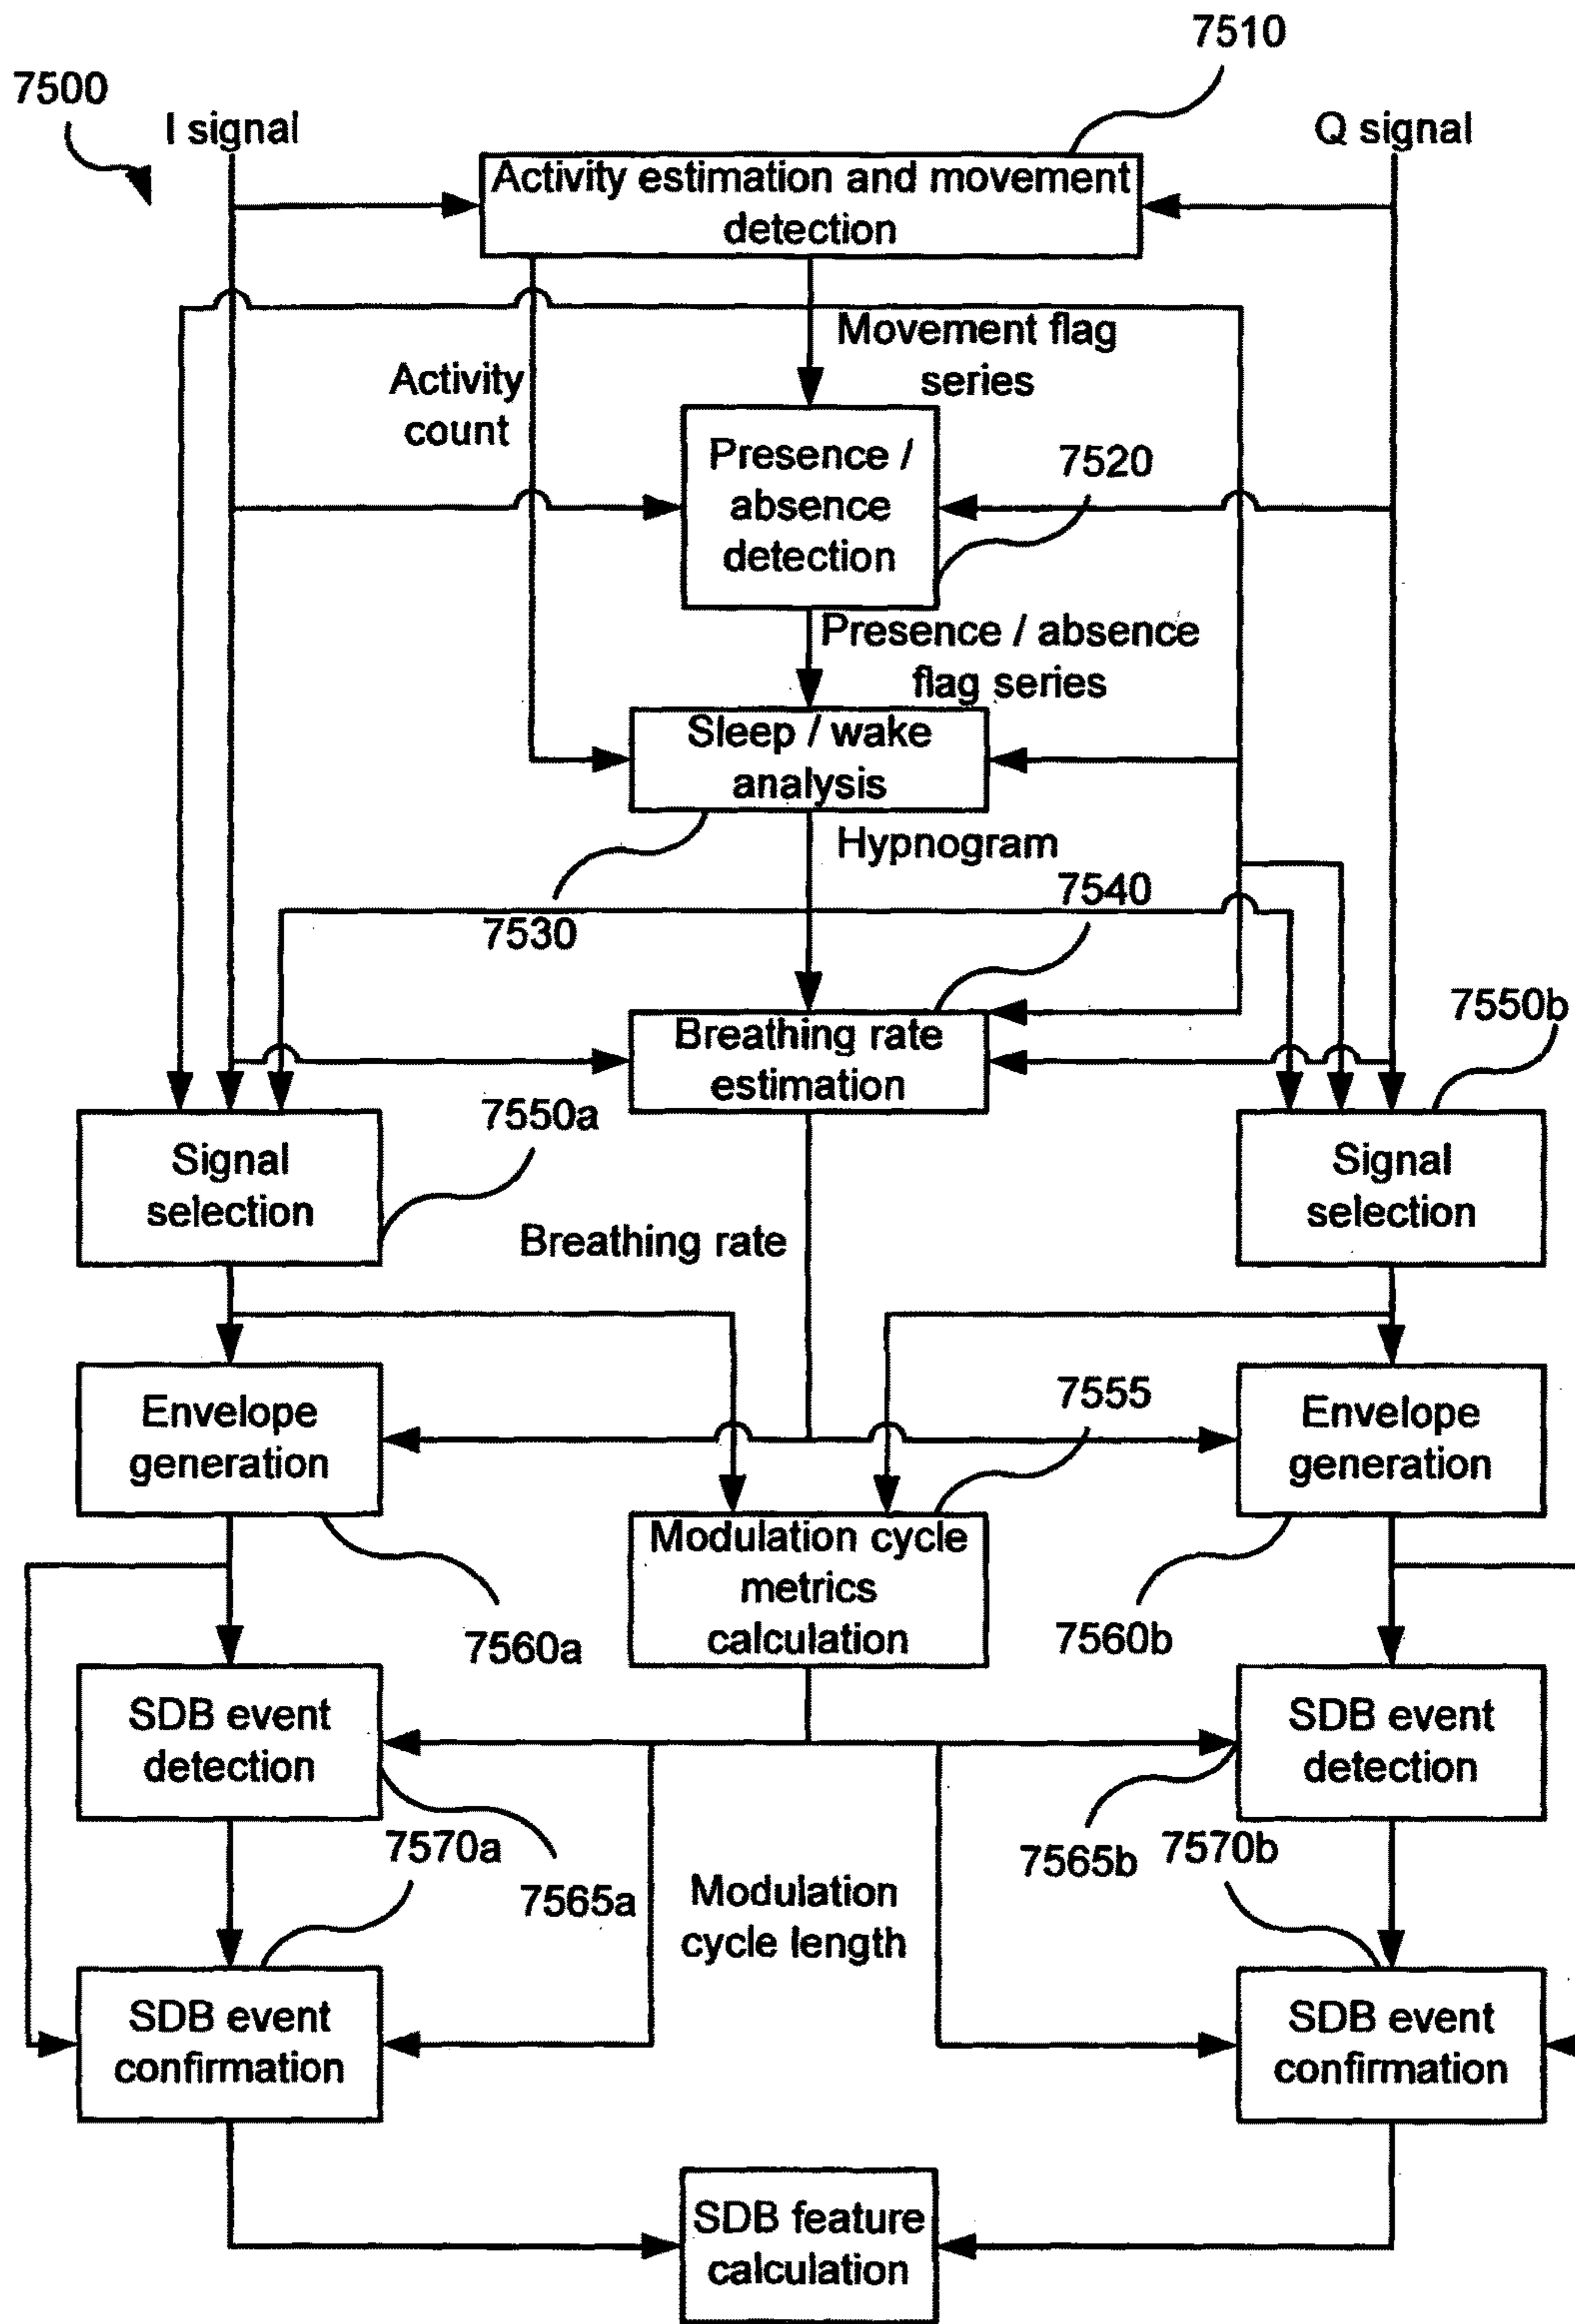 7510
7500
I signal
Q signal
Activity estimation and movement
detection
Movement flag
series
Activity
count
Presence /
absence
detection
7520
Presence / absence
flag series
Sleep / wake
analysis
Hypnogram
7540
7530
7550b
Breathing rate
estimation
7550a
Signal
selection
Signal
selection
Breathing rate
7555
Envelope
generation
Envelope
generation
Modulation cycle
metrics
calculation
7560a
7560b
SDB event
detection
SDB event
detection
7570a
7565a
7565b
7570b
Modulation
cycle length
SDB event
confirmation
SDB event
confirmation
SDB feature
calculation